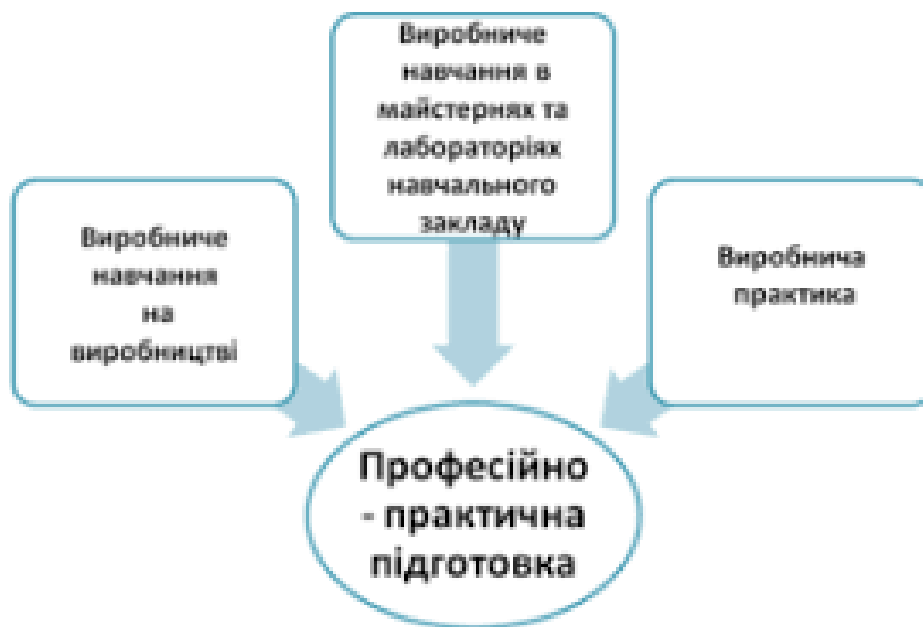 Виробниче
навчання в
майстернях та
лабораторіях
навчального
закладу
Виробниче
навчання
на
виробництві
Виробнича
практика
Професійно
- практична
підготовка